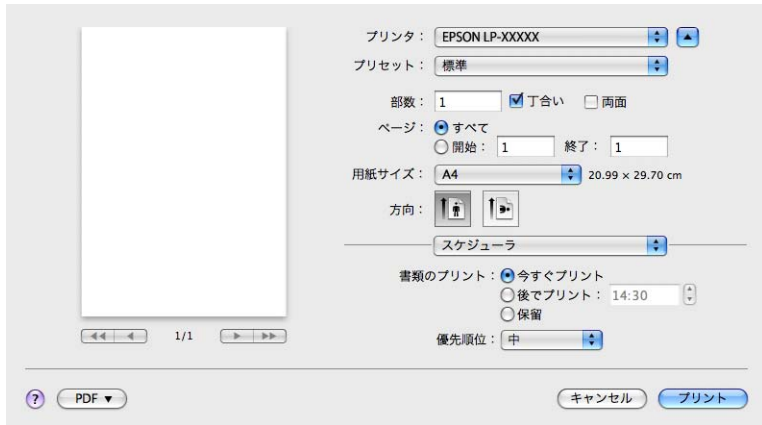 プリンタ： EPSON LP-XXXXX
プリセット： 標準
部数： 1 丁合い 両面
ページ： すべて
開始： 1 終了： 1
用紙サイズ： A4 20.99 × 29.70 cm
方向：
スケジューラ
書類のプリント： 今すぐプリント
後でプリント： 14:30
保留
1/1
優先順位： 中
? PDF ▼ キャンセル プリント